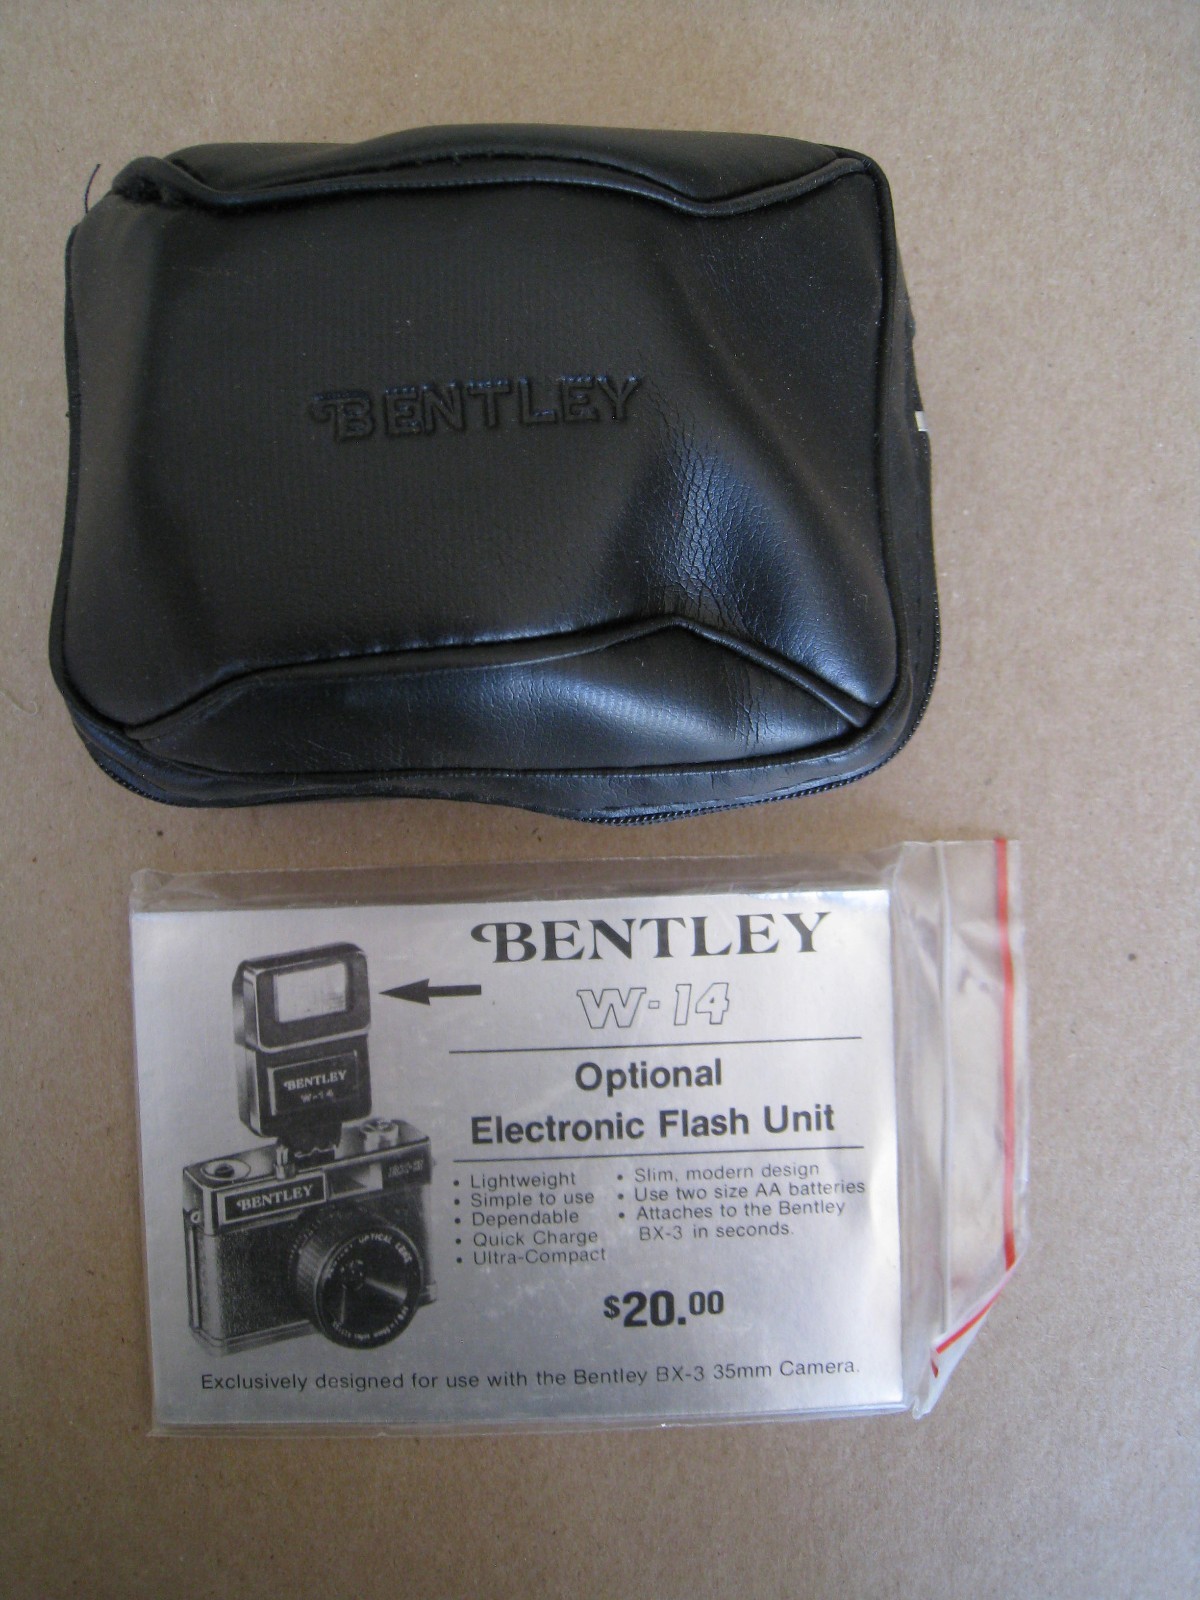 BENTLEY
BENTLEY
W-14
Optional
Electronic Flash Unit
• Lightweight
• Simple to use
• Dependable
• Quick Charge
• Ultra-Compact
• Slim, modern design
• Use two size AA batteries
• Attaches to the Bentley
BX-3 in seconds.
$20.00
BENTLEY
W-14
BENTLEY
OPTICAL LENS
Exclusively designed for use with the Bentley BX-3 35mm Camera.